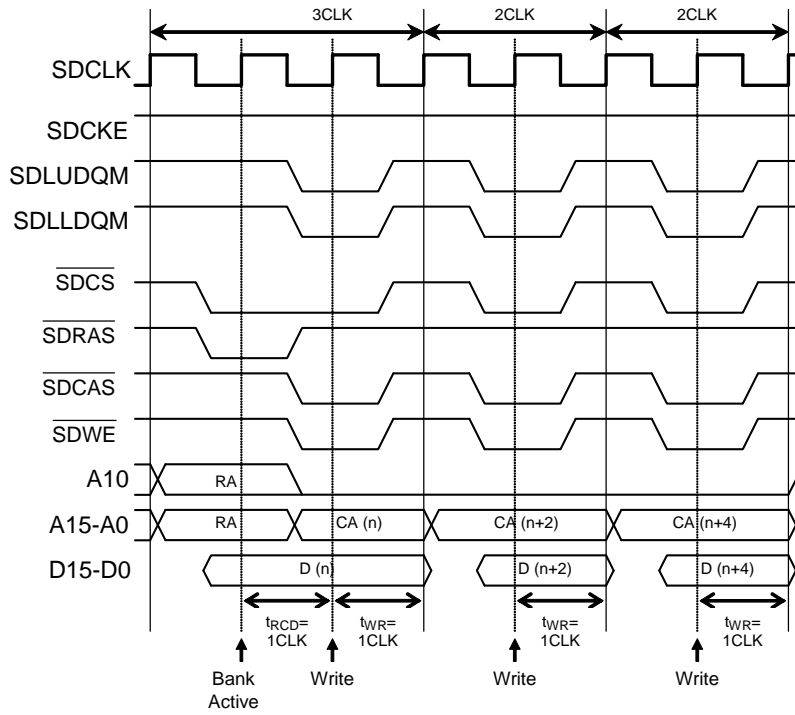 3CLK 2CLK 2CLK
SDCLK
SDCKE
SDLUDQM
SDLLDQM
SDCS
SDRAS
SDCAS
SDWE
A10 RA
A15-A0 RA CA (n) CA (n+2) CA (n+4)
D15-D0 D (n) D (n+2) D (n+4)
tRCD= tWR= tWR= tWR=
1CLK 1CLK 1CLK 1CLK
Bank Write Write Write
Active